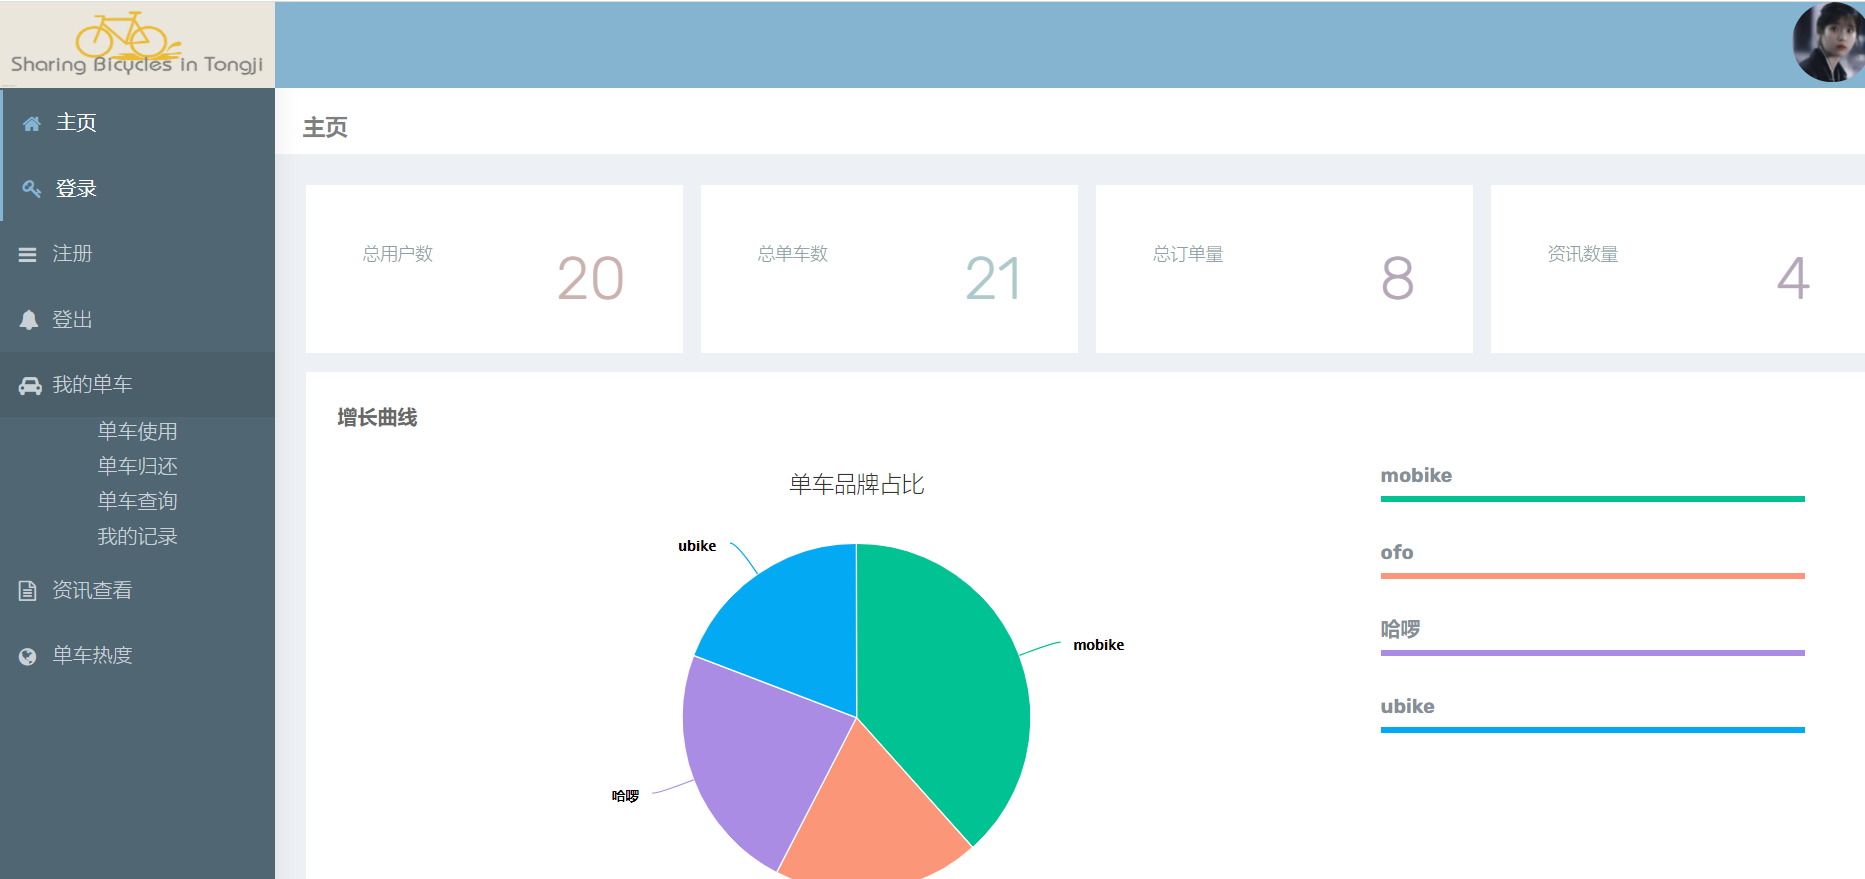 Sharing Bicycles in Tongji
主页
登录
注册
登出
我的单车
单车使用
单车归还
单车查询
我的记录
资讯查看
单车热度
主页
总用户数
20
总单车数
21
总订单量
8
资讯数量
4
增长曲线
单车品牌占比
ubike
mobike
哈啰
mobike
ofo
哈啰
ubike